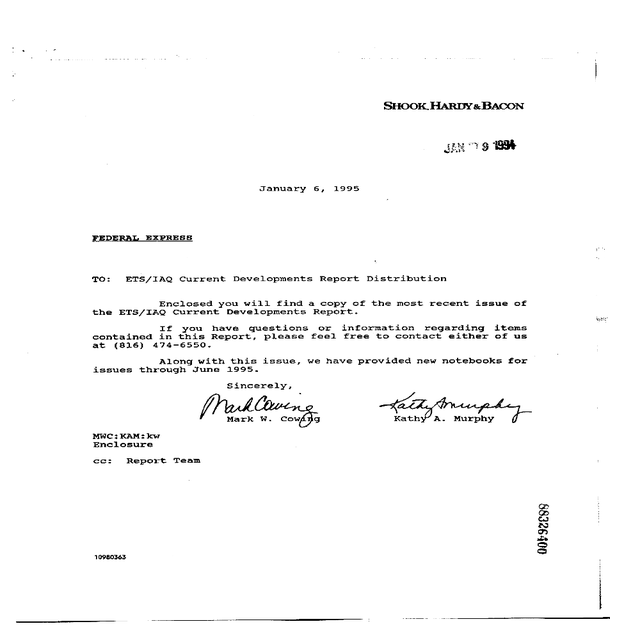 SHOOK, HARDY & BACON
JAN 9 1994
January 6, 1995
FEDERAL EXPRESS
TO: ETS/IAQ Current Developments Report Distribution
Enclosed you will find a copy of the most recent issue of
the ETS/IAQ Current Developments Report.
If you have questions or information regarding items
contained in this Report, please feel free to contact either of us
at (816) 474-6550.
Along with this issue, we have provided new notebooks for
issues through June 1995.
Sincerely,
Mark Cowing Kathy A Murphy
Mark W. Cowing Kathy A. Murphy
MWC:KAM:kw
Enclosure
cc: Report Team
88326400
10980363